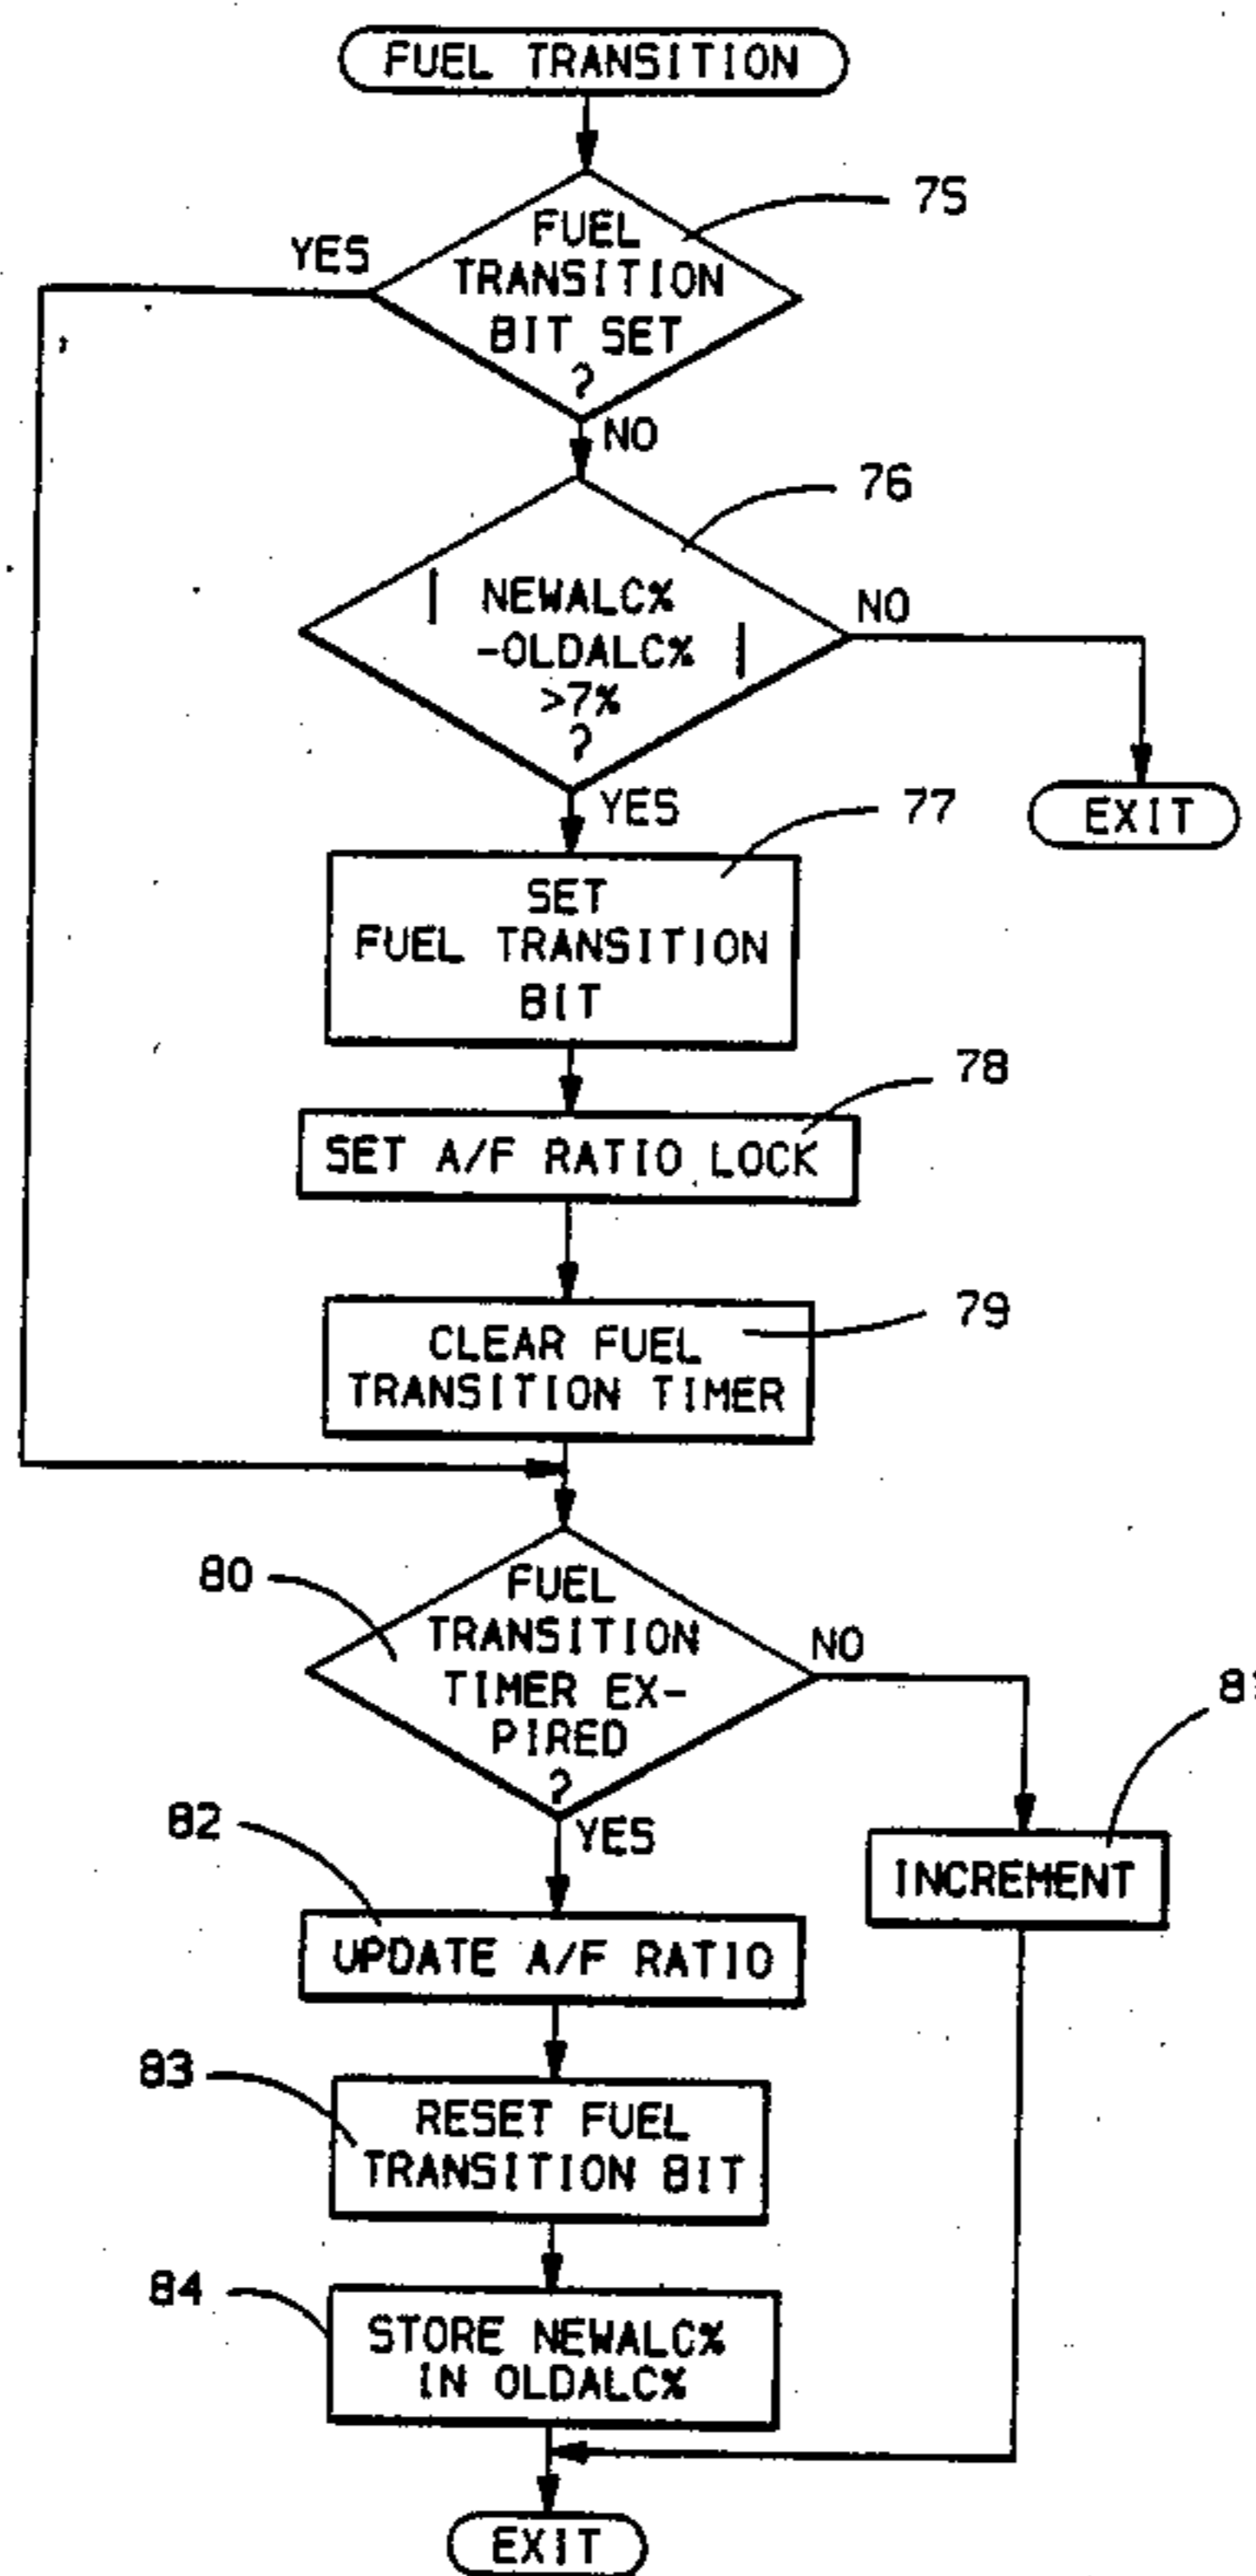 FUEL TRANSITION
75
FUEL
TRANSITION
BIT SET
?
YES
NO
76
| NEWALC%
-OLDALC% |
>7%
?
NO
YES
EXIT
77
SET
FUEL TRANSITION
BIT
78
SET A/F RATIO LOCK
79
CLEAR FUEL
TRANSITION TIMER
80
FUEL
TRANSITION
TIMER EX-
PIRED
?
NO
YES
81
INCREMENT
82
UPDATE A/F RATIO
83
RESET FUEL
TRANSITION BIT
84
STORE NEWALC%
IN OLDALC%
EXIT